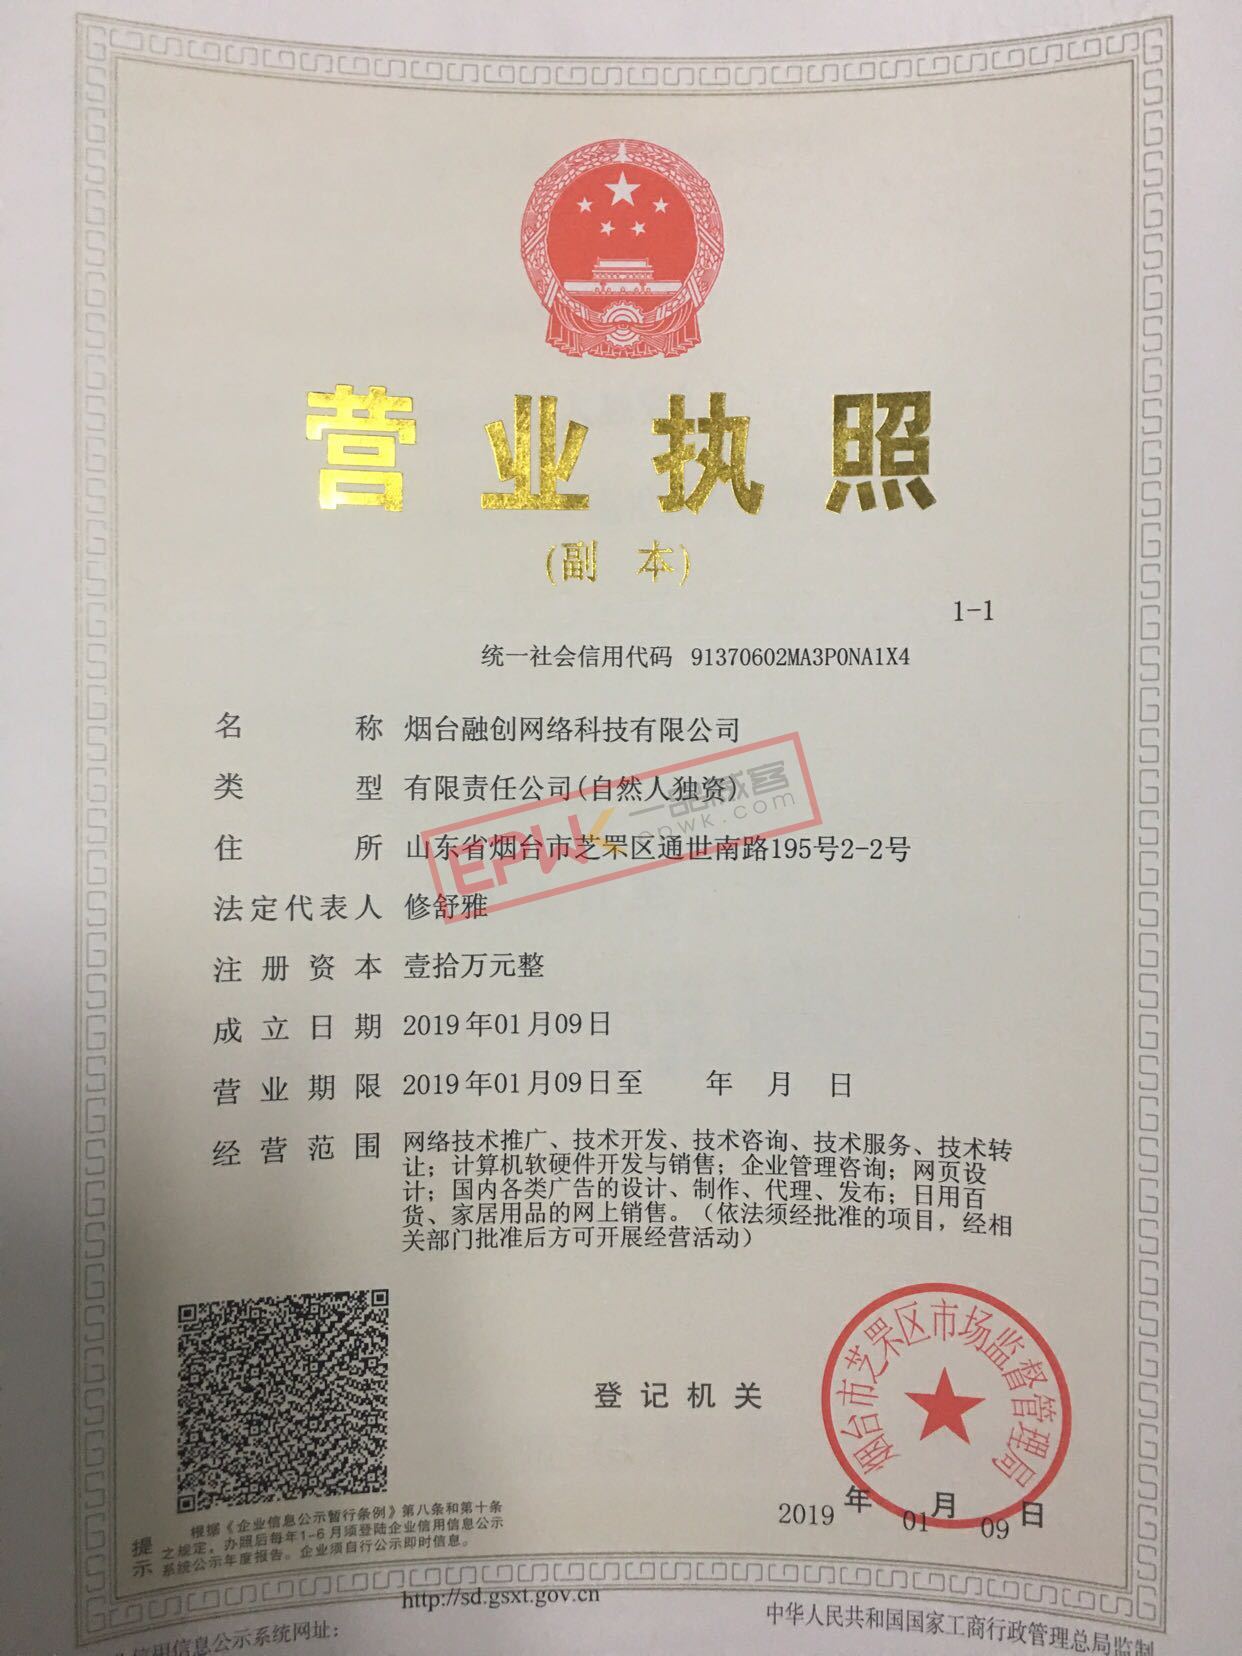 营业执照
(副 本)
1-1
统一社会信用代码 91370602MA3P0NA1X4
名 称 烟台融创网络科技有限公司
类 型 有限责任公司(自然人独资)
一品威客
EPWK epwk.com
住 所 山东省烟台市芝罘区通世南路195号2-2号
法定代表人 修舒雅
注册资本 壹拾万元整
成立日期 2019年01月09日
营业期限 2019年01月09日至 年 月 日
经营范围 网络技术推广、技术开发、技术咨询、技术服务、技术转
让；计算机软硬件开发与销售；企业管理咨询；网页设
计；国内各类广告的设计、制作、代理、发布；日用百
货、家居用品的网上销售。（依法须经批准的项目，经相
关部门批准后方可开展经营活动）
登记机关
烟台市芝罘区市场监督管理局
2019 年 01 月 09 日
提示
根据《企业信息公示暂行条例》第八条和第十条
之规定，办照后每年1-6月须登陆企业信用信息公示
系统公示年度报告。企业须自行公示即时信息。
http://sd.gsxt.gov.cn
信用信息公示系统网址：
中华人民共和国国家工商行政管理总局监制